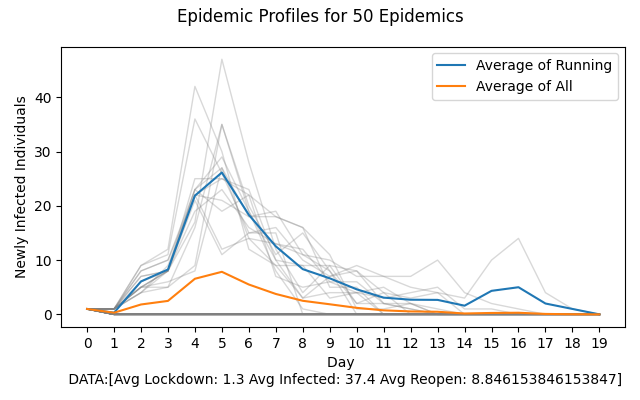 Epidemic Profiles for 50 Epidemics
Average of Running
Average of All
Newly Infected Individuals
40
30
20
10
0
0 1 2 3 4 5 6 7 8 9 10 11 12 13 14 15 16 17 18 19
Day
DATA:[Avg Lockdown: 1.3 Avg Infected: 37.4 Avg Reopen: 8.846153846153847]